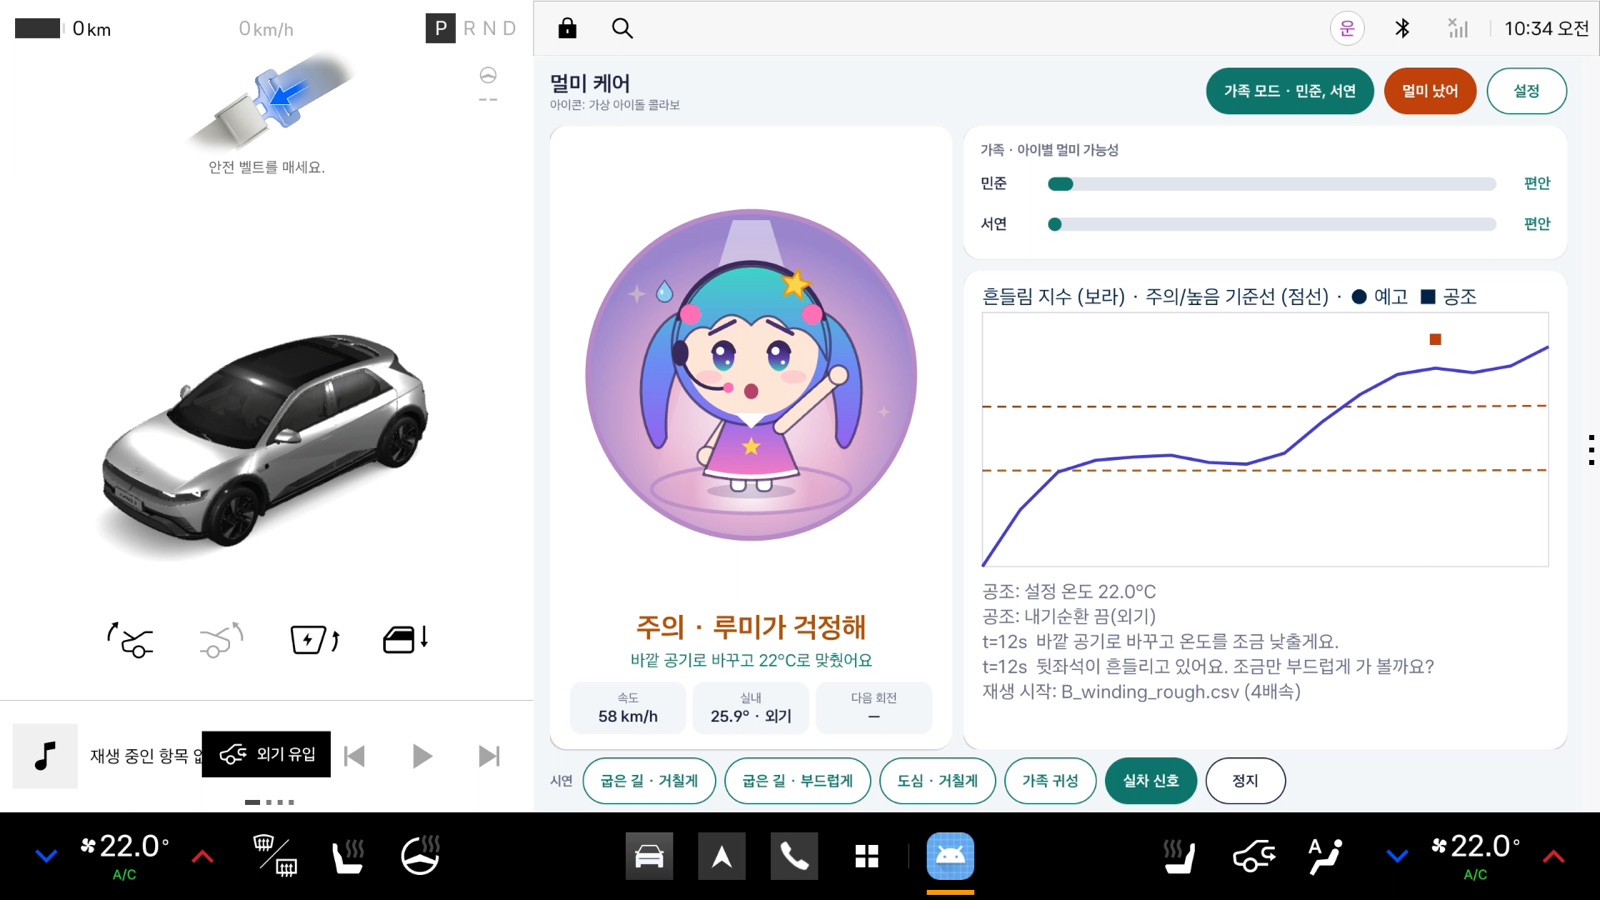 0 km
0 km/h
P R N D
안전 벨트를 매세요.
--
재생 중인 항목
외기 유입
운
10:34 오전
멀미 케어
아이콘: 가상 아이돌 콜라보
가족 모드 · 민준, 서연
멀미 났어
설정
주의 · 루미가 걱정해
바깥 공기로 바꾸고 22°C로 맞췄어요
속도
58 km/h
실내
25.9° · 외기
다음 회전
—
가족 · 아이별 멀미 가능성
민준
편안
서연
편안
흔들림 지수 (보라) · 주의/높음 기준선 (점선) · ● 예고 ■ 공조
공조: 설정 온도 22.0°C
공조: 내기순환 끔(외기)
t=12s 바깥 공기로 바꾸고 온도를 조금 낮출게요.
t=12s 뒷좌석이 흔들리고 있어요. 조금만 부드럽게 가 볼까요?
재생 시작: B_winding_rough.csv (4배속)
시연
굽은 길 · 거칠게
굽은 길 · 부드럽게
도심 · 거칠게
가족 귀성
실차 신호
정지
22.0°
A/C
A
22.0°
A/C